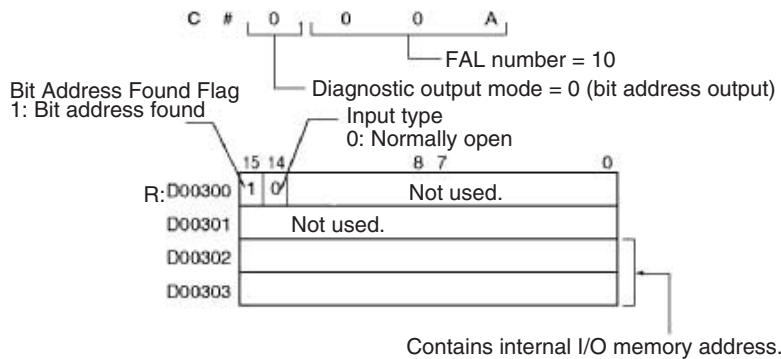 C # 0 0 0 A
FAL number = 10
Diagnostic output mode = 0 (bit address output)
Bit Address Found Flag
1: Bit address found
Input type
0: Normally open
15 14 8 7 0
R: D00300 1 0 Not used.
D00301 Not used.
D00302
D00303
Contains internal I/O memory address.